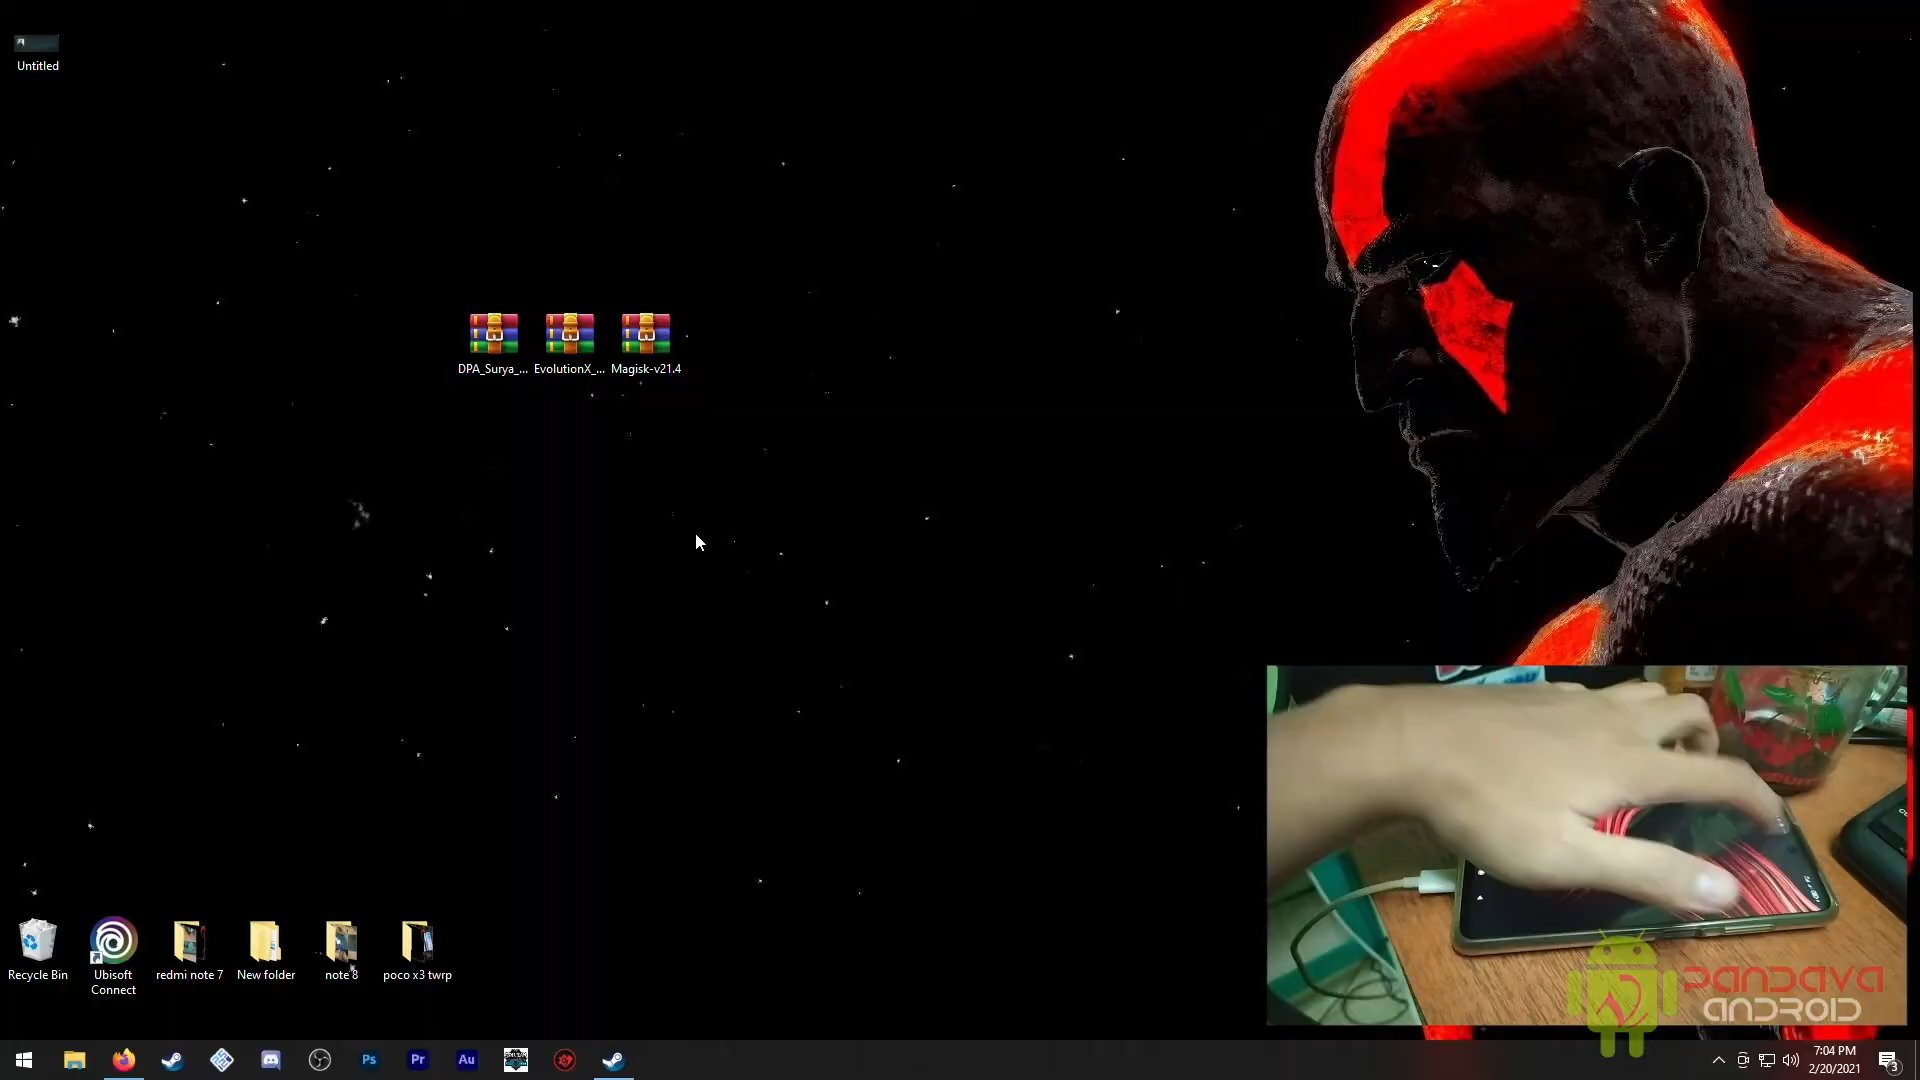 Untitled
DPA_Surya_...
EvolutionX_...
Magisk-v21.4
Recycle Bin
Ubisoft
Connect
redmi note 7
New folder
note 8
poco x3 twrp
PANDAVA
ANDROID
Ps
Pr
Au
7:04 PM
2/20/2021
3